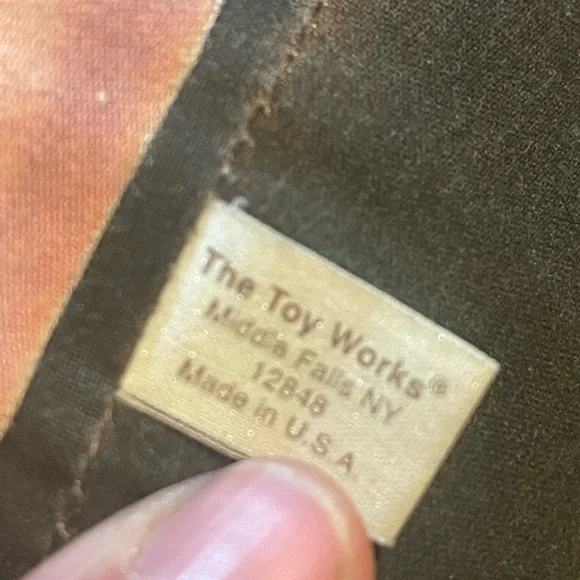 The Toy Works®
Middle Falls NY
12848
Made in U.S.A.